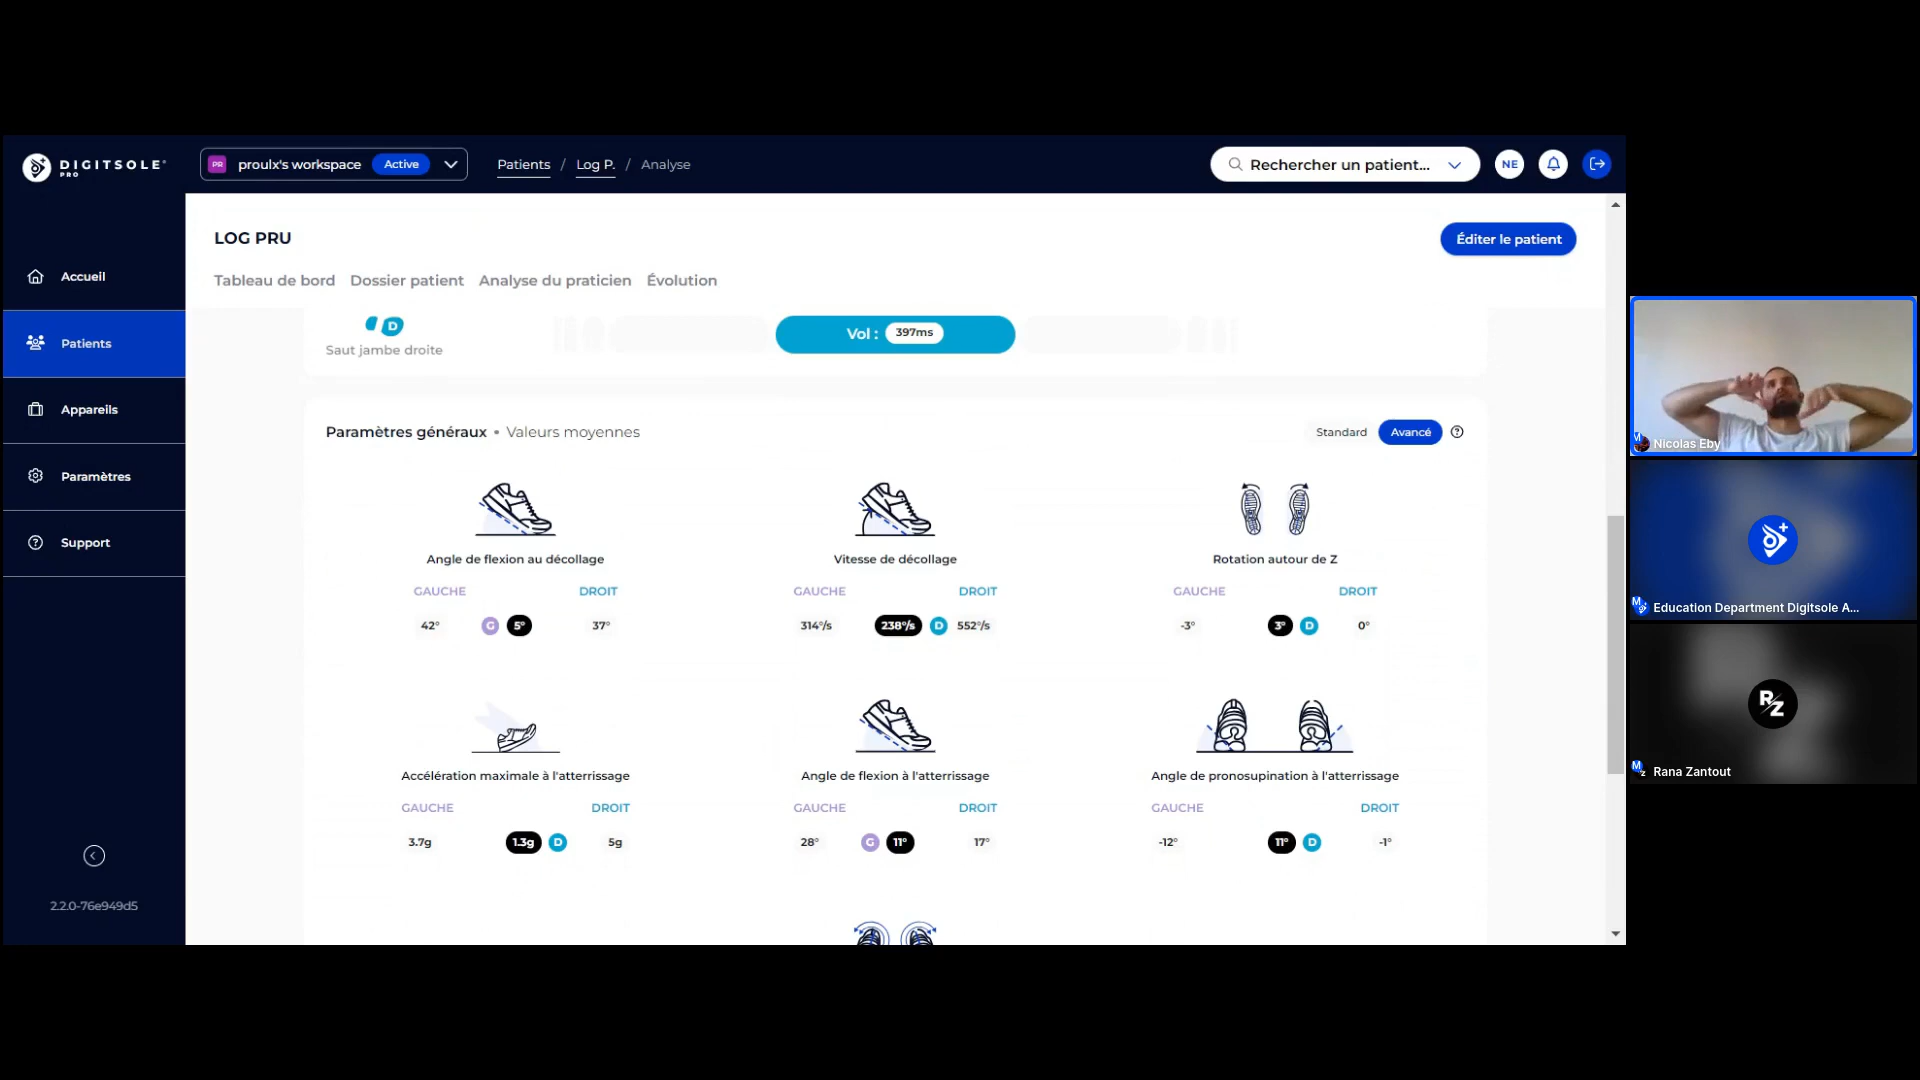 DIGITSOLE
PRO
PR proulx's workspace Active
Patients / Log P. / Analyse
Rechercher un patient...
NE
LOG PRU
Éditer le patient
Tableau de bord Dossier patient Analyse du praticien Évolution
Accueil
Patients
Appareils
Paramètres
Support
2.2.0-76e949d5
D
Saut jambe droite
Vol : 397ms
Paramètres généraux • Valeurs moyennes
Standard Avancé ?
Angle de flexion au décollage
GAUCHE DROIT
42° G 5° 37°
Vitesse de décollage
GAUCHE DROIT
314°/s 238°/s D 552°/s
Rotation autour de Z
GAUCHE DROIT
-3° 3° D 0°
Accélération maximale à l'atterrissage
GAUCHE DROIT
3.7g 1.3g D 5g
Angle de flexion à l'atterrissage
GAUCHE DROIT
28° G 11° 17°
Angle de pronosupination à l'atterrissage
GAUCHE DROIT
-12° 11° D -1°
Nicolas Eby
Education Department Digitsole A...
RZ
Rana Zantout